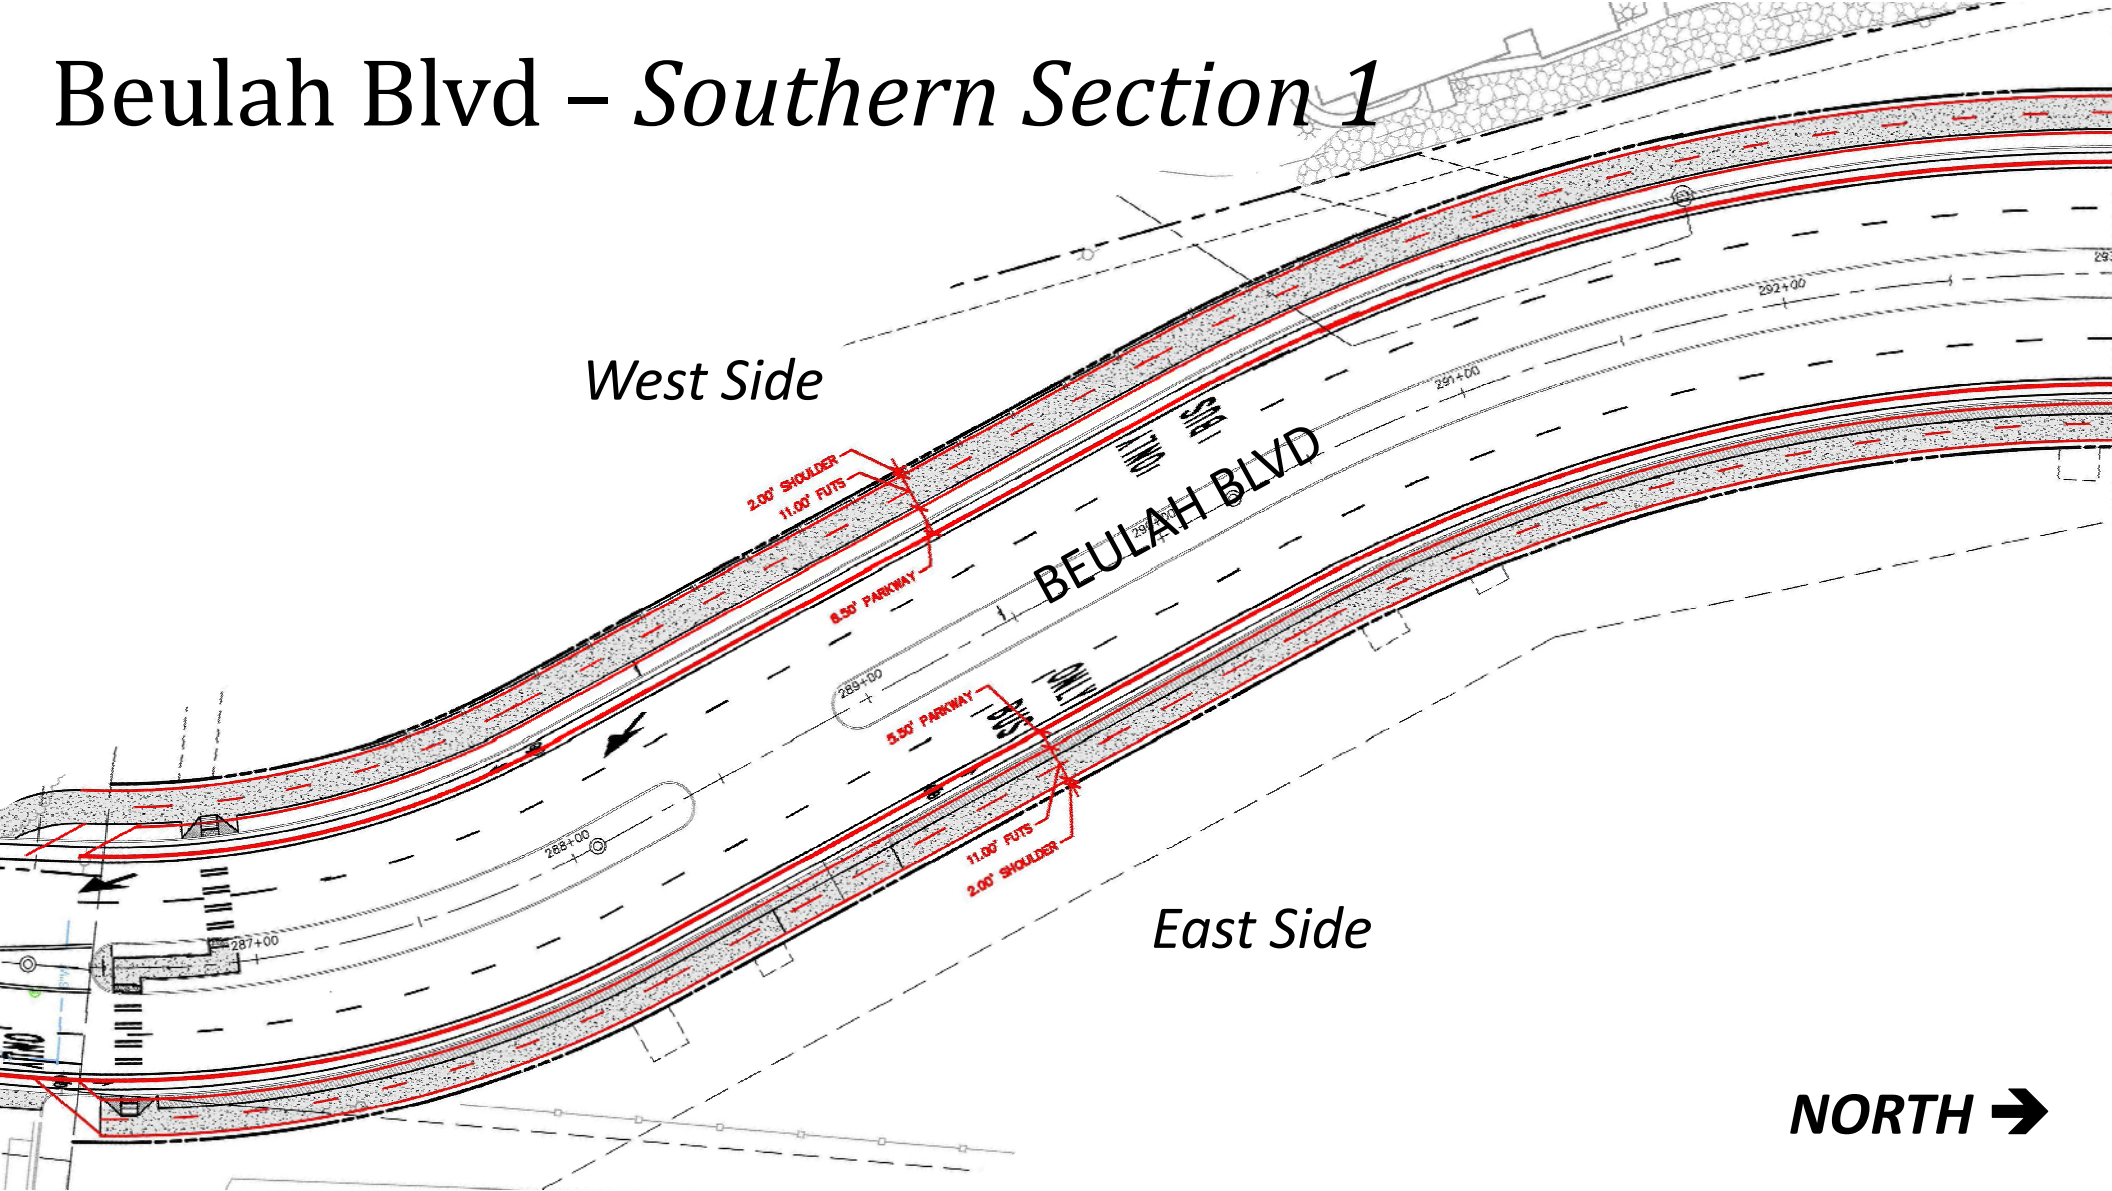 Beulah Blvd – Southern Section 1
293
292+00
West Side
291+00
BUS
ONLY
BEULAH BLVD
2.00' SHOULDER
11.00' FUTS
6.50' PARKWAY
289+00
5.50' PARKWAY
ONLY
BUS
288+00
11.00' FUTS
2.00' SHOULDER
East Side
287+00
NORTH